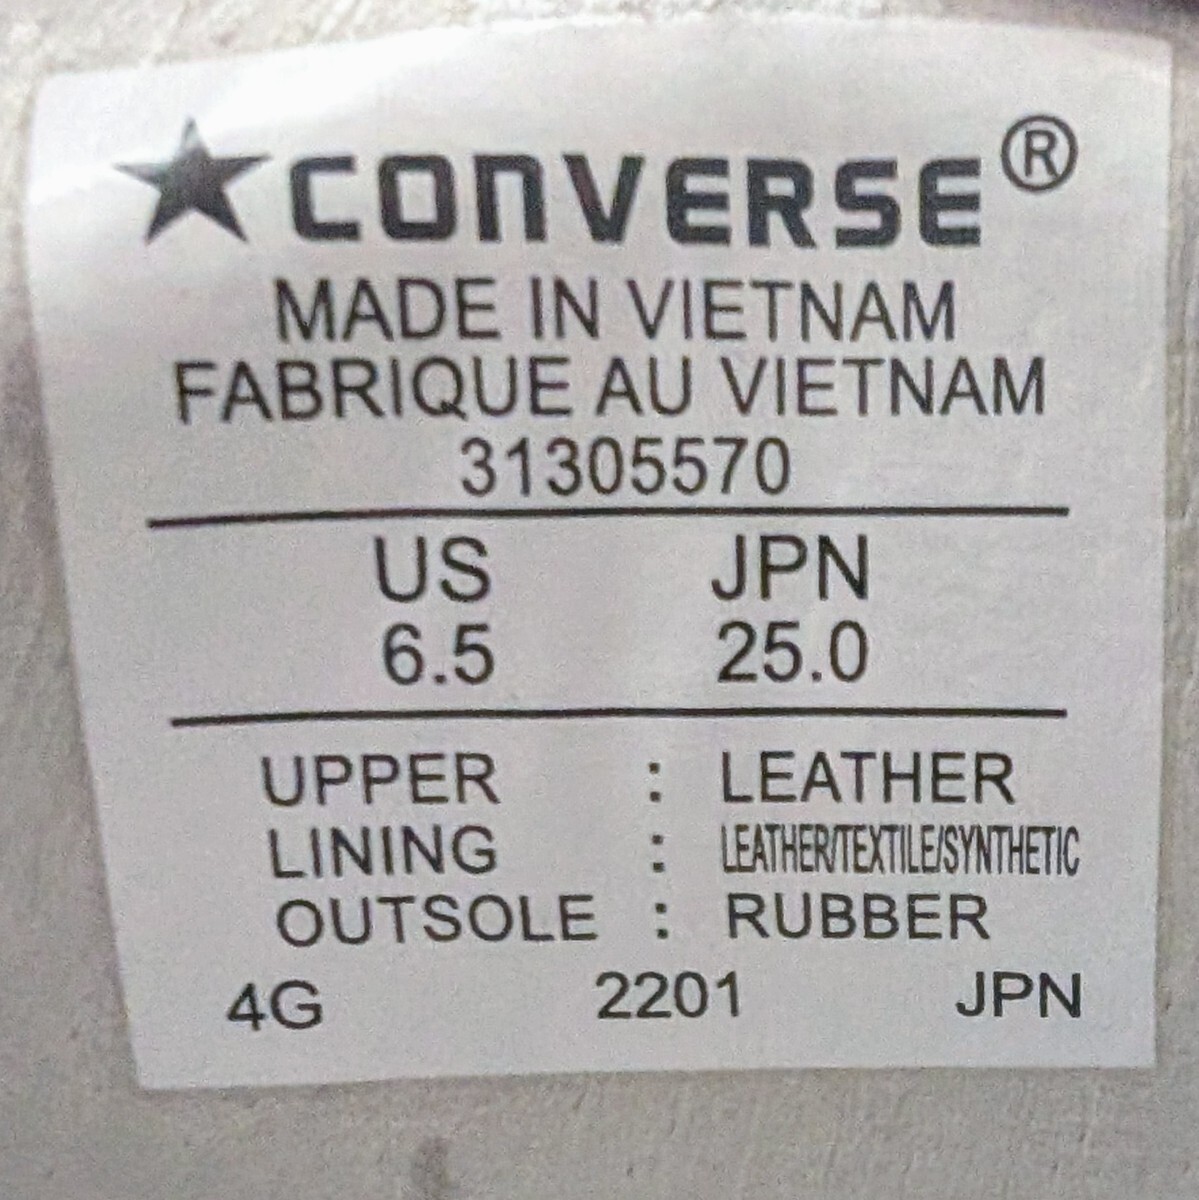 ★CONVERSE®
MADE IN VIETNAM
FABRIQUE AU VIETNAM
31305570
US JPN
6.5 25.0
UPPER : LEATHER
LINING : LEATHER/TEXTILE/SYNTHETIC
OUTSOLE : RUBBER
4G 2201 JPN